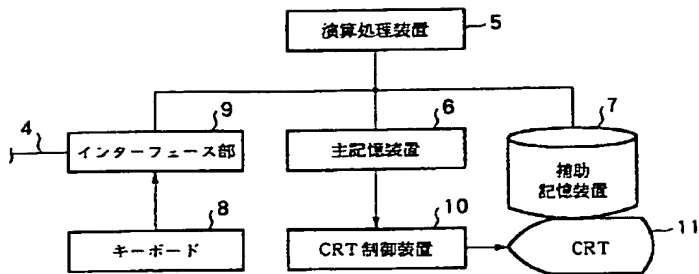 演算処理装置
5
4
9
6
7
インターフェース部
主記憶装置
補助
記憶装置
8
10
11
キーボード
CRT制御装置
CRT